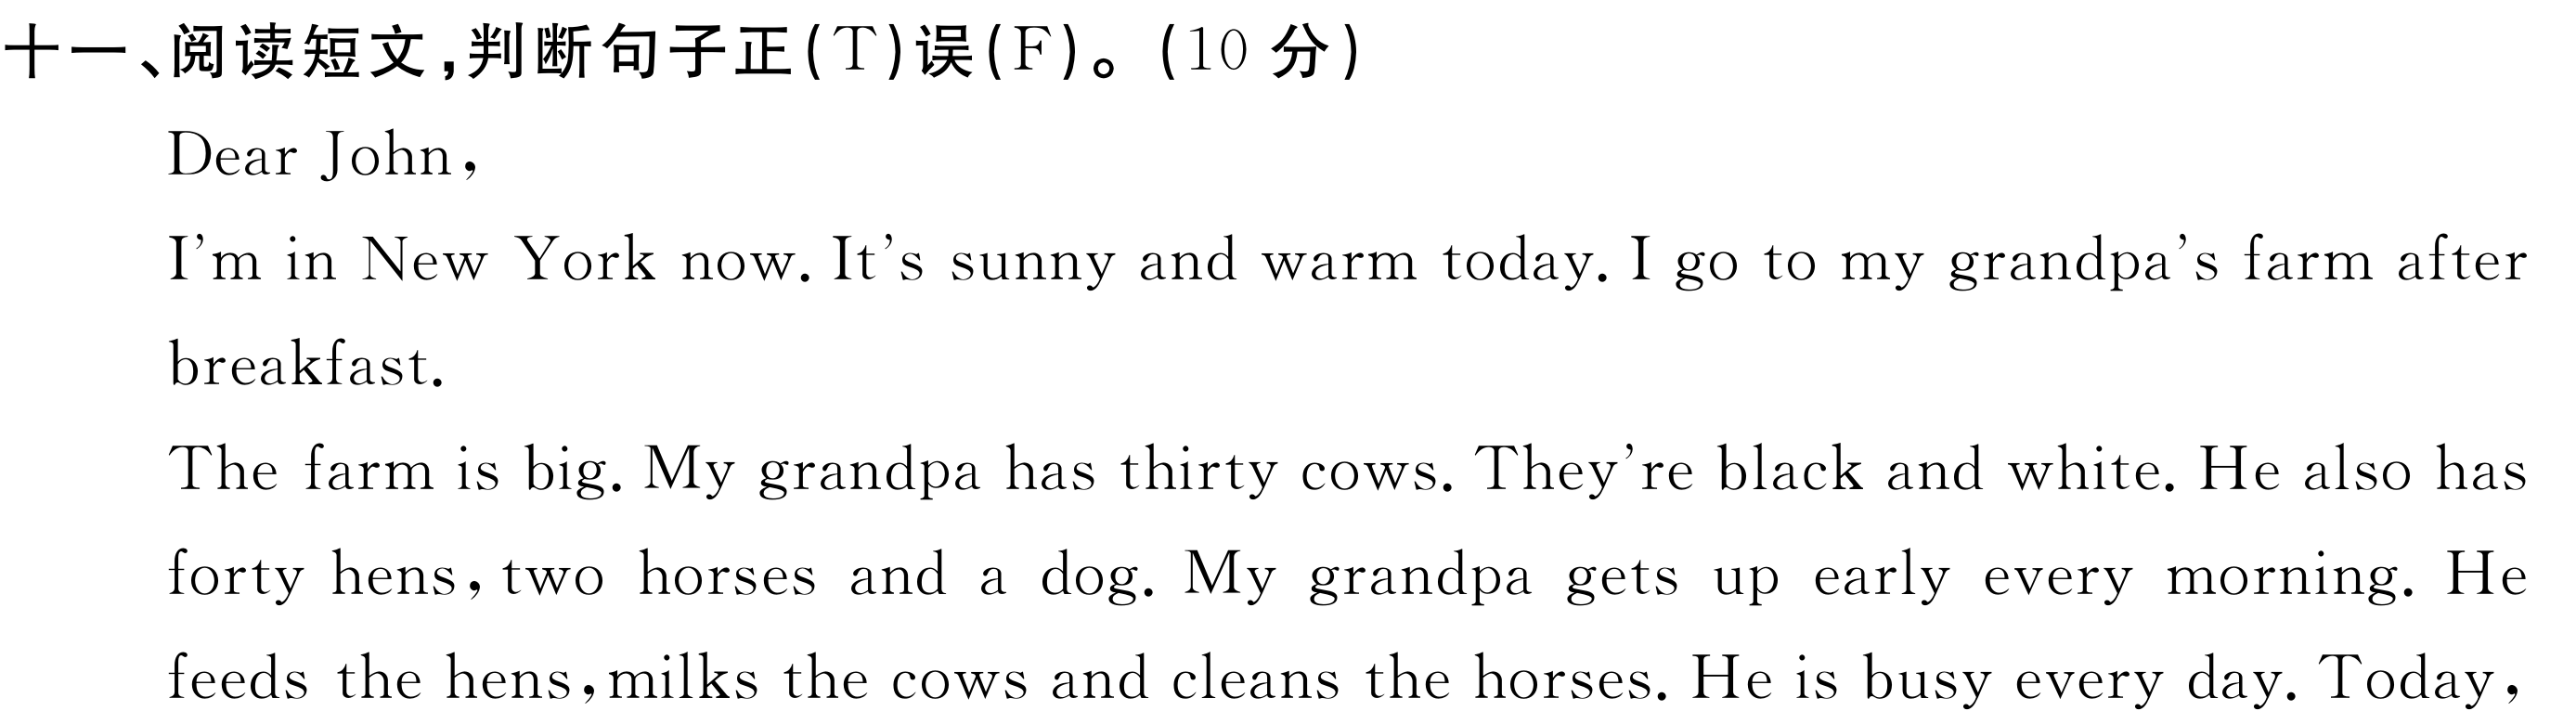 十一、阅读短文,判断句子正(T)误(F)。(10 分)
Dear John,
I'm in New York now. It's sunny and warm today. I go to my grandpa's farm after
breakfast.
The farm is big. My grandpa has thirty cows. They're black and white. He also has
forty hens, two horses and a dog. My grandpa gets up early every morning. He
feeds the hens, milks the cows and cleans the horses. He is busy every day. Today,